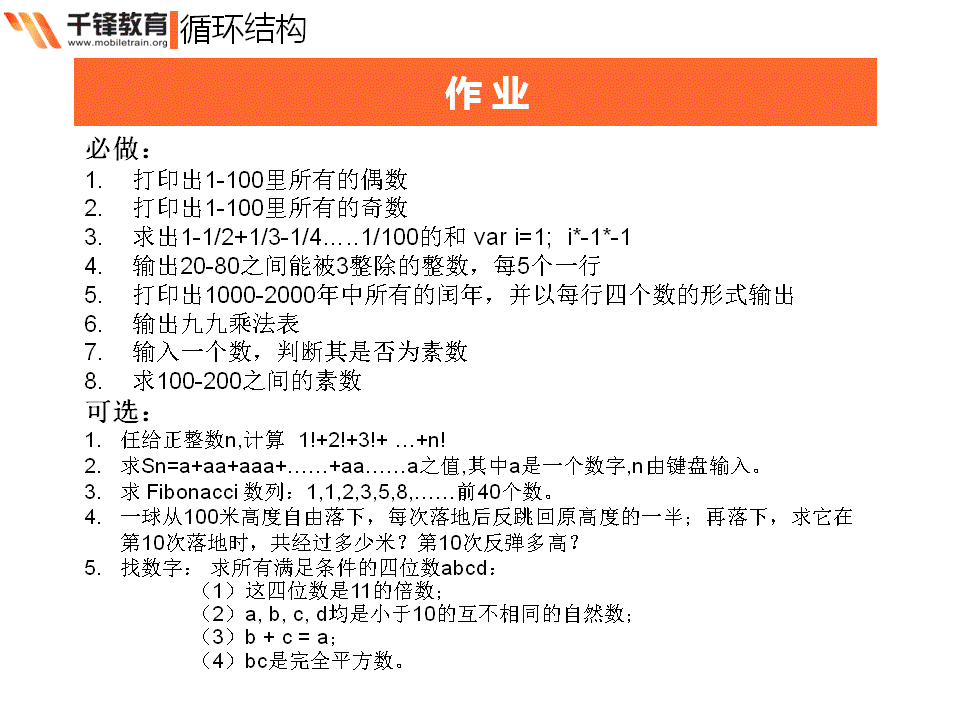 千锋教育
www.mobiletrain.org
循环结构
作 业
必做：
1. 打印出1-100里所有的偶数
2. 打印出1-100里所有的奇数
3. 求出1-1/2+1/3-1/4…..1/100的和 var i=1; i*-1*-1
4. 输出20-80之间能被3整除的整数，每5个一行
5. 打印出1000-2000年中所有的闰年，并以每行四个数的形式输出
6. 输出九九乘法表
7. 输入一个数，判断其是否为素数
8. 求100-200之间的素数
可选：
1. 任给正整数n,计算 1!+2!+3!+ …+n!
2. 求Sn=a+aa+aaa+……+aa……a之值,其中a是一个数字,n由键盘输入。
3. 求 Fibonacci 数列：1,1,2,3,5,8,……前40个数。
4. 一球从100米高度自由落下，每次落地后反跳回原高度的一半；再落下，求它在
第10次落地时，共经过多少米？第10次反弹多高？
5. 找数字： 求所有满足条件的四位数abcd：
（1）这四位数是11的倍数；
（2）a, b, c, d均是小于10的互不相同的自然数；
（3）b + c = a；
（4）bc是完全平方数。